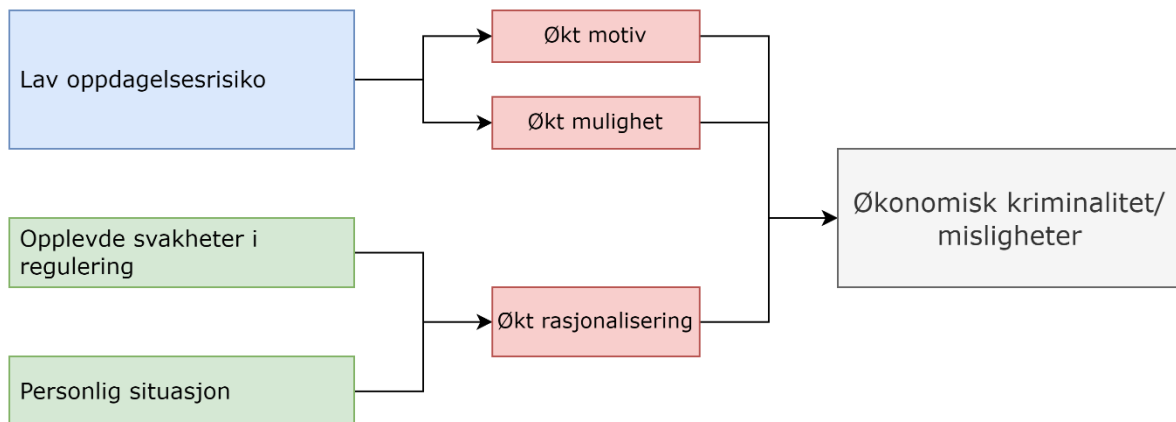 Lav oppdagelsesrisiko
Økt motiv
Økt mulighet
Opplevde svakheter i
regulering
Personlig situasjon
Økt rasjonalisering
Økonomisk kriminalitet/
misligheter